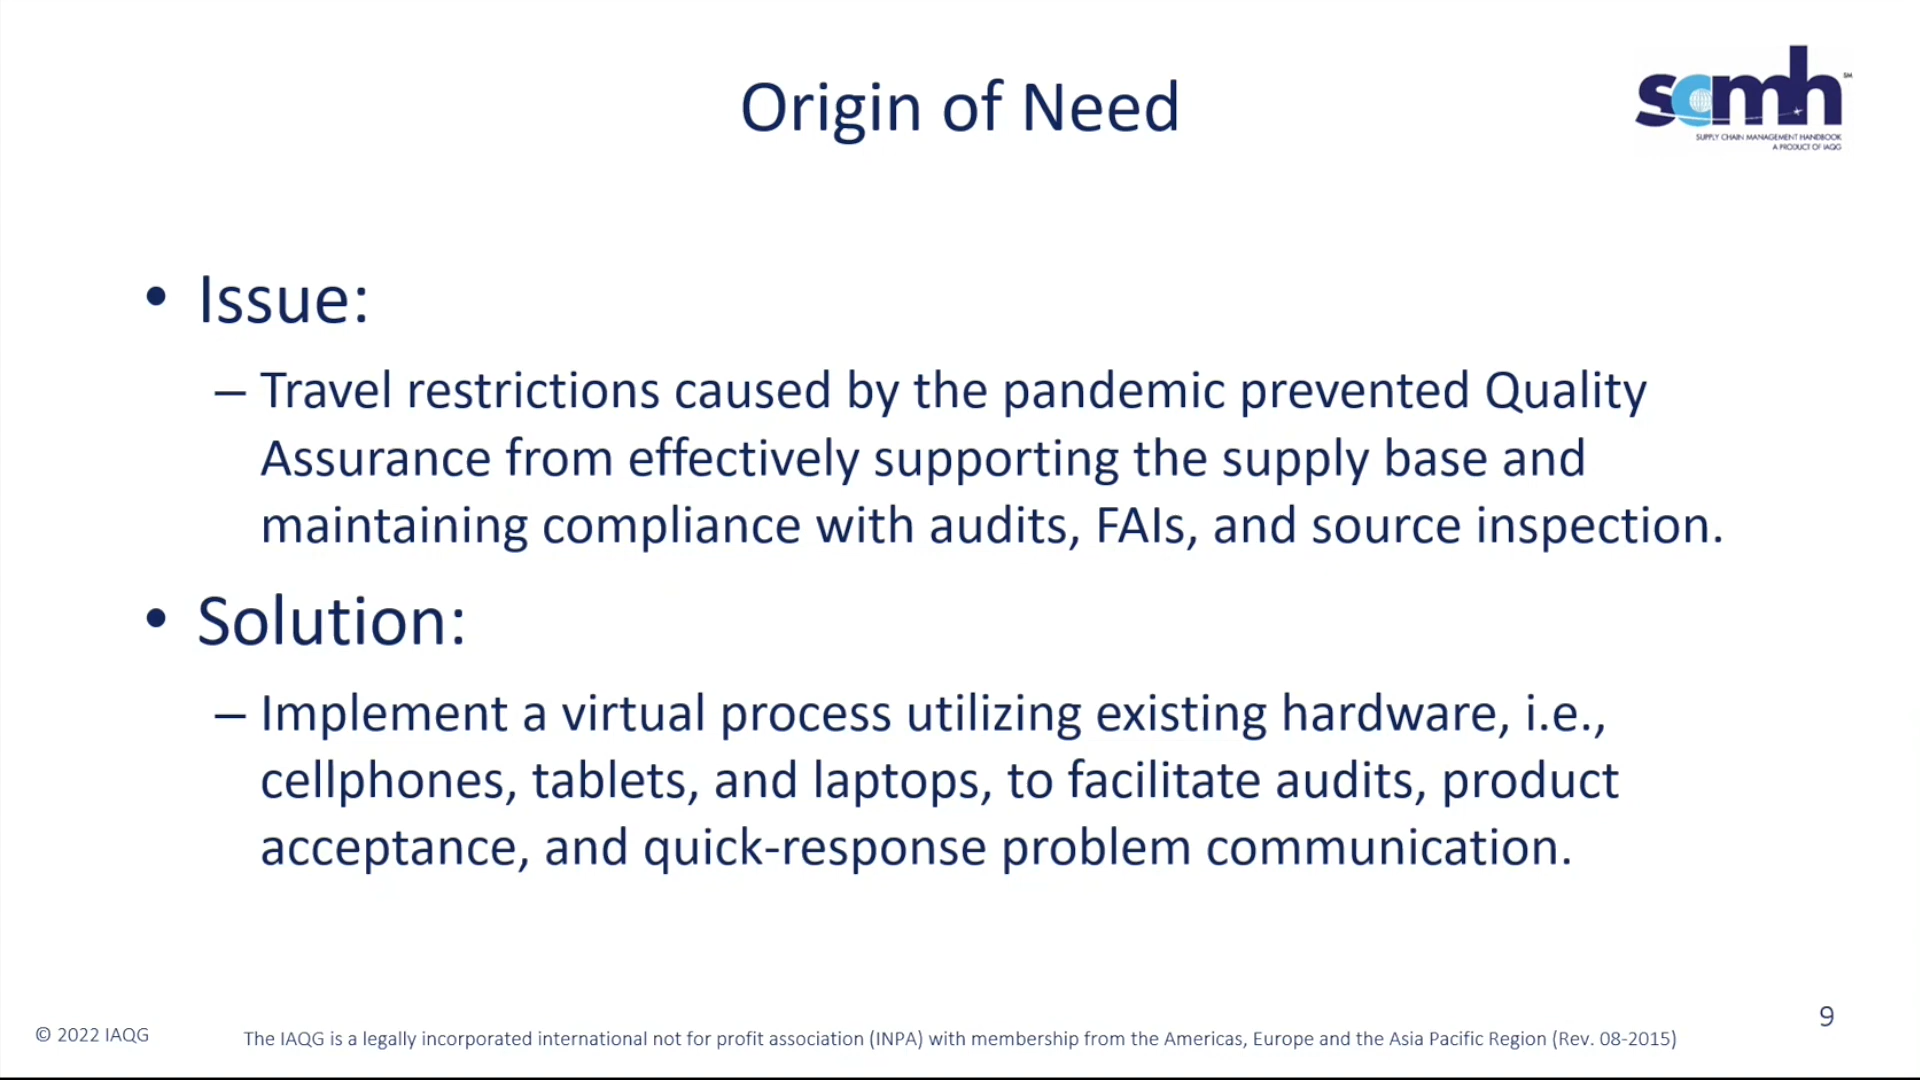 Origin of Need
scmh SM
SUPPLY CHAIN MANAGEMENT HANDBOOK
A PRODUCT OF IAQG
• Issue:
– Travel restrictions caused by the pandemic prevented Quality
Assurance from effectively supporting the supply base and
maintaining compliance with audits, FAIs, and source inspection.
• Solution:
– Implement a virtual process utilizing existing hardware, i.e.,
cellphones, tablets, and laptops, to facilitate audits, product
acceptance, and quick-response problem communication.
9
© 2022 IAQG
The IAQG is a legally incorporated international not for profit association (INPA) with membership from the Americas, Europe and the Asia Pacific Region (Rev. 08-2015)